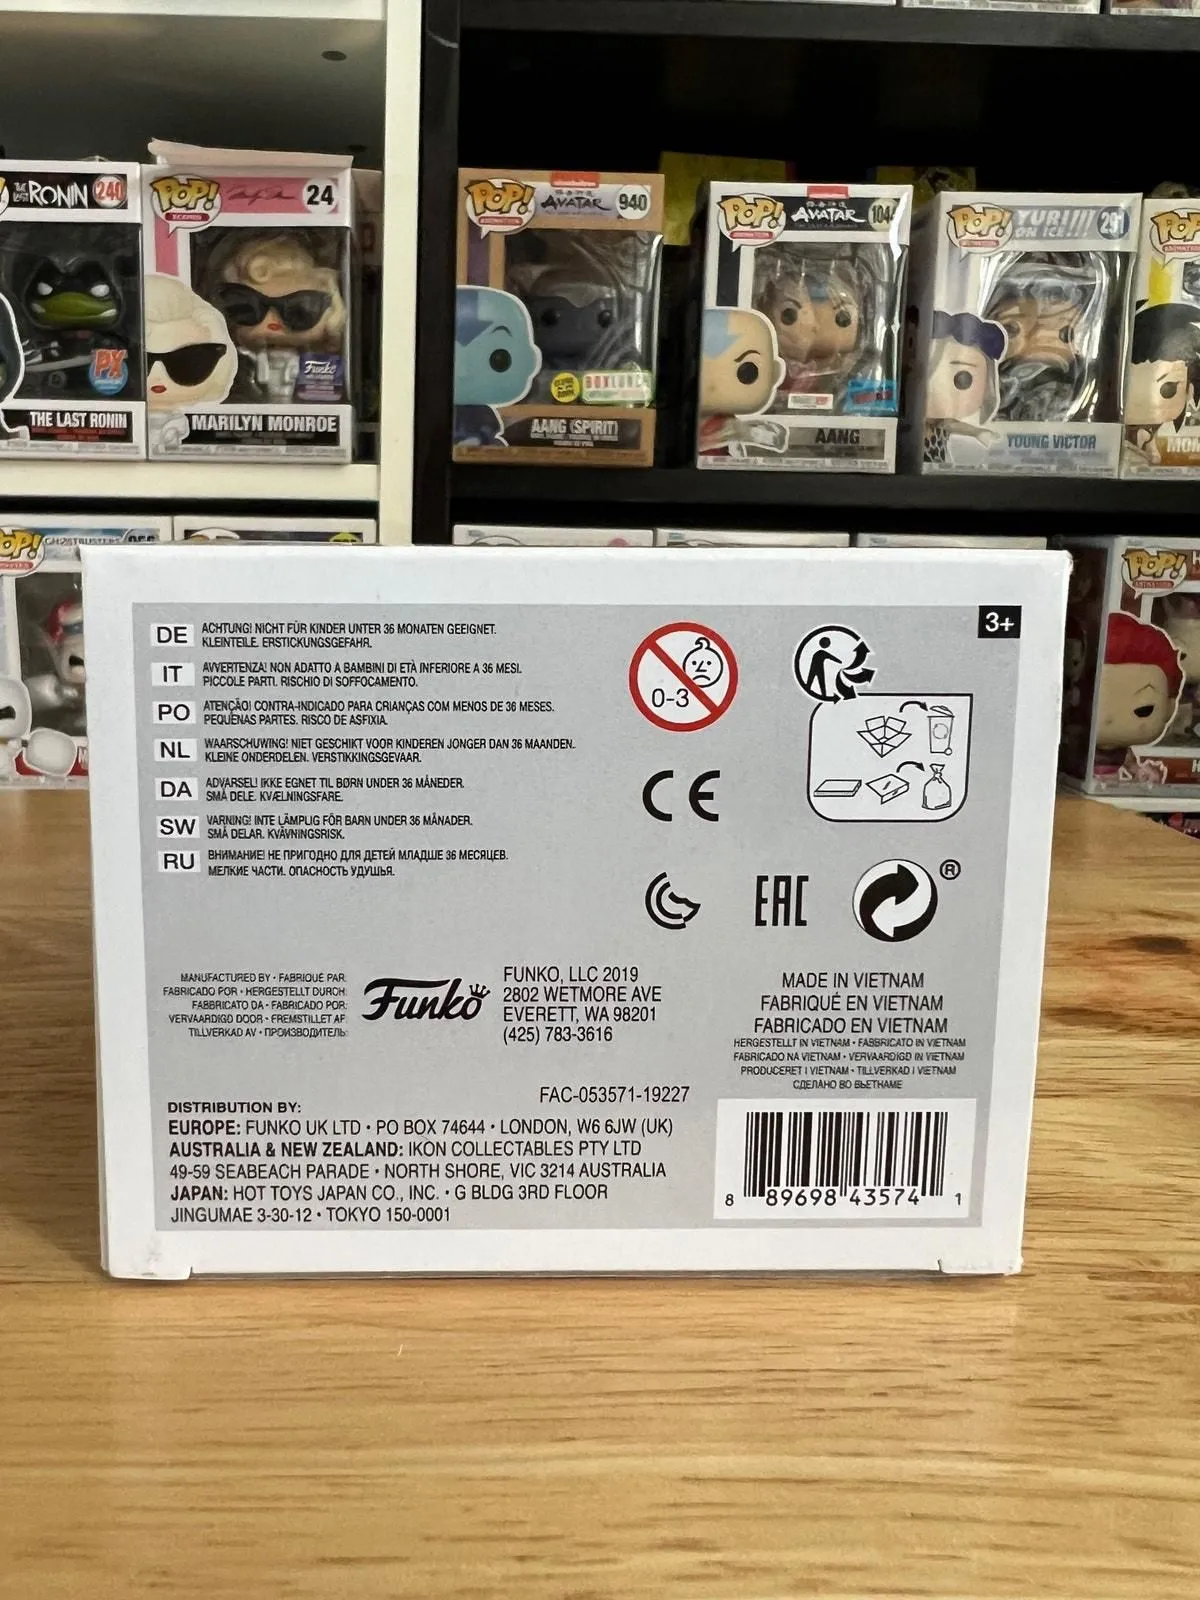 THE LAST RONIN 240
POP! 24
POP! AVATAR 940
POP! AVATAR 104
POP! YURI!!! ON ICE!!! 291
PX
Funko
BOXLUNCH
THE LAST RONIN
MARILYN MONROE
AANG (SPIRIT)
AANG
YOUNG VICTOR
POP!
3+
DE ACHTUNG! NICHT FÜR KINDER UNTER 36 MONATEN GEEIGNET.
KLEINTEILE. ERSTICKUNGSGEFAHR.
IT AVVERTENZA! NON ADATTO A BAMBINI DI ETÀ INFERIORE A 36 MESI.
PICCOLE PARTI. RISCHIO DI SOFFOCAMENTO.
PO ATENÇÃO! CONTRA-INDICADO PARA CRIANÇAS COM MENOS DE 36 MESES.
PEQUENAS PARTES. RISCO DE ASFIXIA.
NL WAARSCHUWING! NIET GESCHIKT VOOR KINDEREN JONGER DAN 36 MAANDEN.
KLEINE ONDERDELEN. VERSTIKKINGSGEVAAR.
DA ADVARSEL! IKKE EGNET TIL BØRN UNDER 36 MÅNEDER.
SMÅ DELE. KVÆLNINGSFARE.
SW VARNING! INTE LÄMPLIG FÖR BARN UNDER 36 MÅNADER.
SMÅ DELAR. KVÄVNINGSRISK.
RU ВНИМАНИЕ! НЕ ПРИГОДНО ДЛЯ ДЕТЕЙ МЛАДШЕ 36 МЕСЯЦЕВ.
МЕЛКИЕ ЧАСТИ. ОПАСНОСТЬ УДУШЬЯ.
0-3
CE
EAC
®
MANUFACTURED BY • FABRIQUÉ PAR:
FABRICADO POR • HERGESTELLT DURCH:
FABBRICATO DA • FABRICADO POR:
VERVAARDIGD DOOR • FREMSTILLET AF:
TILLVERKAD AV • ПРОИЗВОДИТЕЛЬ:
Funko
FUNKO, LLC 2019
2802 WETMORE AVE
EVERETT, WA 98201
(425) 783-3616
MADE IN VIETNAM
FABRIQUÉ EN VIETNAM
FABRICADO EN VIETNAM
HERGESTELLT IN VIETNAM • FABBRICATO IN VIETNAM
FABRICADO NA VIETNAM • VERVAARDIGD IN VIETNAM
PRODUCERET I VIETNAM • TILLVERKAD I VIETNAM
СДЕЛАНО ВО ВЬЕТНАМЕ
FAC-053571-19227
DISTRIBUTION BY:
EUROPE: FUNKO UK LTD • PO BOX 74644 • LONDON, W6 6JW (UK)
AUSTRALIA & NEW ZEALAND: IKON COLLECTABLES PTY LTD
49-59 SEABEACH PARADE • NORTH SHORE, VIC 3214 AUSTRALIA
JAPAN: HOT TOYS JAPAN CO., INC. • G BLDG 3RD FLOOR
JINGUMAE 3-30-12 • TOKYO 150-0001
8 89698 43574 1